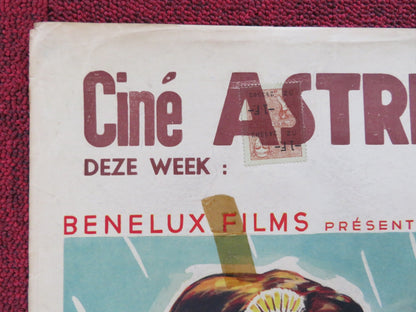 Ciné ASTRI
DEZE WEEK :
BENELUX FILMS PRÉSENT